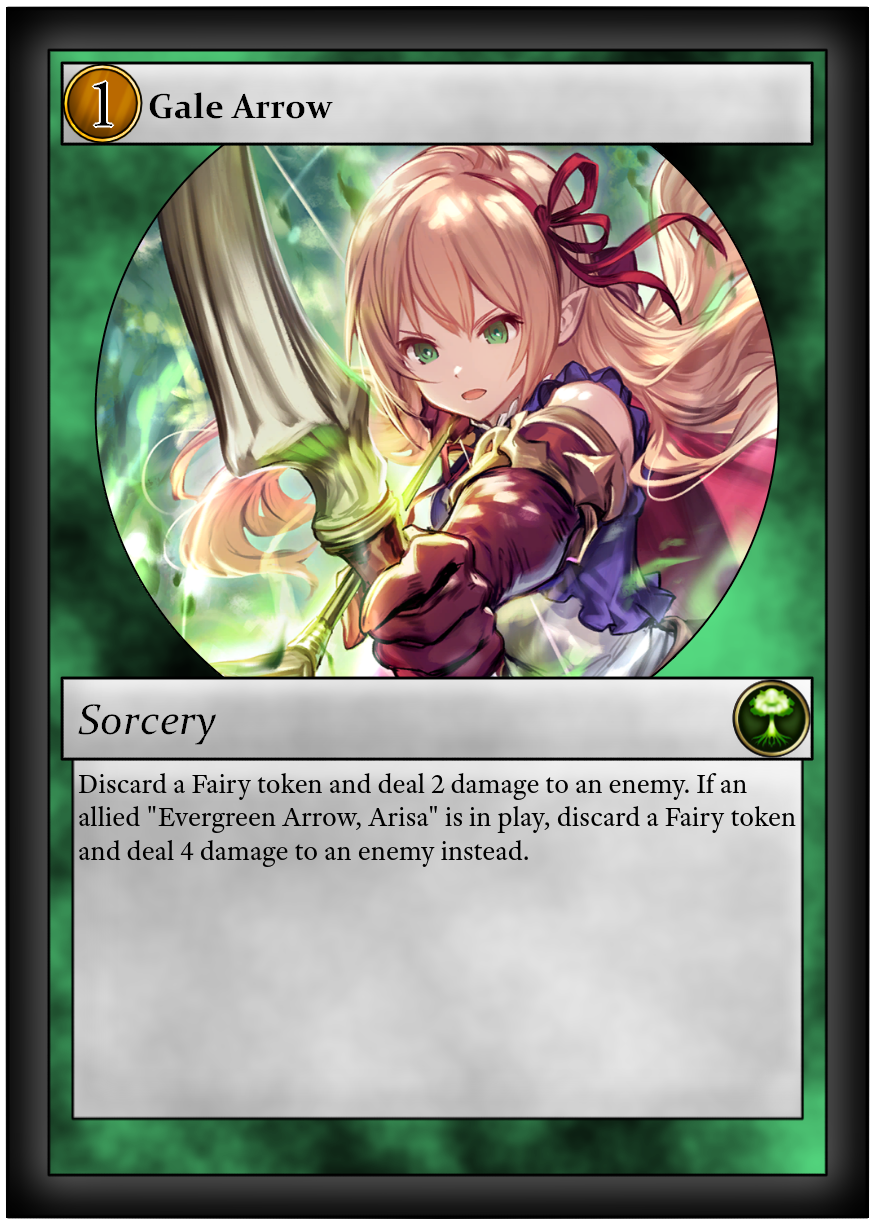 1 Gale Arrow
Sorcery
Discard a Fairy token and deal 2 damage to an enemy. If an
allied "Evergreen Arrow, Arisa" is in play, discard a Fairy token
and deal 4 damage to an enemy instead.